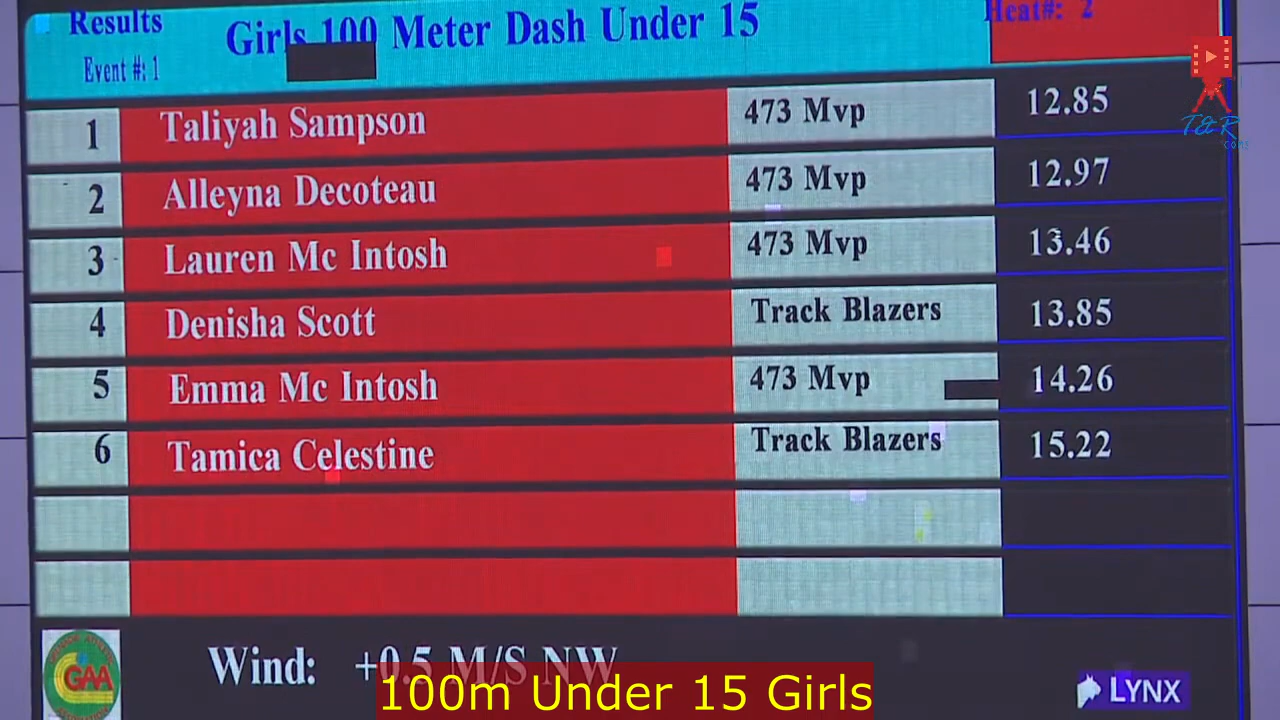 Results
Girls 100 Meter Dash Under 15
Heat#: 2
Event #: 1
1 Taliyah Sampson 473 Mvp 12.85
2 Alleyna Decoteau 473 Mvp 12.97
3 Lauren Mc Intosh 473 Mvp 13.46
4 Denisha Scott Track Blazers 13.85
5 Emma Mc Intosh 473 Mvp 14.26
6 Tamica Celestine Track Blazers 15.22
Wind: +0.5 M/S NW
100m Under 15 Girls
GAA
LYNX
T&R